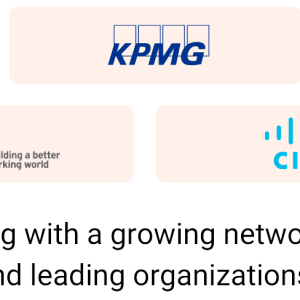 KPMG
lding a better
rking world
CI
g with a growing netwo
nd leading organizations